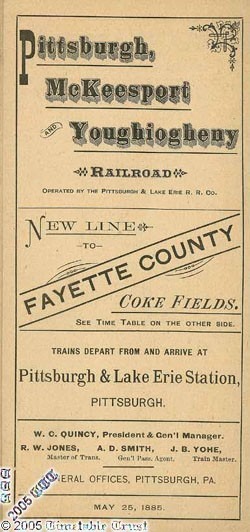 Pittsburgh,
McKeesport
AND Youghiogheny
RAILROAD
OPERATED BY THE PITTSBURGH & LAKE ERIE R. R. CO.
NEW LINE
-TO-
FAYETTE COUNTY
COKE FIELDS.
SEE TIME TABLE ON THE OTHER SIDE.
TRAINS DEPART FROM AND ARRIVE AT
Pittsburgh & Lake Erie Station,
PITTSBURGH.
W. C. QUINCY, President & Gen'l Manager.
R. W. JONES, A. D. SMITH, J. B. YOHE,
Master of Trans. Gen'l Pass. Agent. Train Master.
GENERAL OFFICES, PITTSBURGH, PA.
MAY 25, 1885.
2005
©2005 Timetable Trust